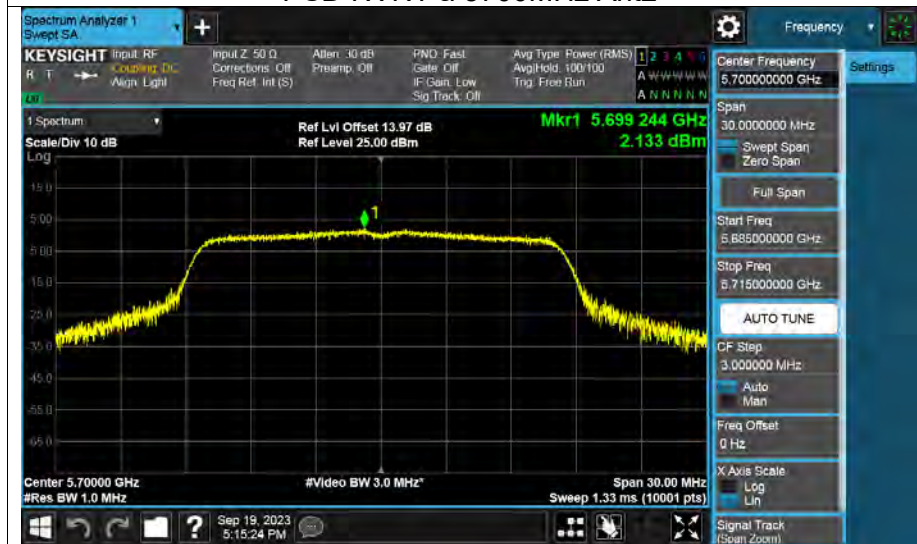 Spectrum Analyzer 1
Swept SA
+
Frequency
KEYSIGHT
Input: RF
R T
Coupling: DC
Align: Light
Input Z: 50 Ω
Corrections: Off
Freq Ref: Int (S)
Atten: 30 dB
Preamp: Off
PNO: Fast
Gate: Off
IF Gain: Low
Sig Track: Off
Avg Type: Power (RMS)
Avg|Hold: 100/100
Trig: Free Run
1 2 3 4 5 6
A W W W W W
A N N N N N
1 Spectrum
Scale/Div 10 dB
Log
Ref Lvl Offset 13.97 dB
Ref Level 25.00 dBm
Mkr1 5.699 244 GHz
2.133 dBm
15.0
5.00
1
-5.00
-15.0
-25.0
-35.0
-45.0
-55.0
-65.0
Center 5.70000 GHz
#Res BW 1.0 MHz
#Video BW 3.0 MHz*
Span 30.00 MHz
Sweep 1.33 ms (10001 pts)
?
Sep 19, 2023
5:15:24 PM
Center Frequency
5.700000000 GHz
Settings
Span
30.0000000 MHz
Swept Span
Zero Span
Full Span
Start Freq
5.685000000 GHz
Stop Freq
5.715000000 GHz
AUTO TUNE
CF Step
3.000000 MHz
Auto
Man
Freq Offset
0 Hz
X Axis Scale
Log
Lin
Signal Track
(Span Zoom)